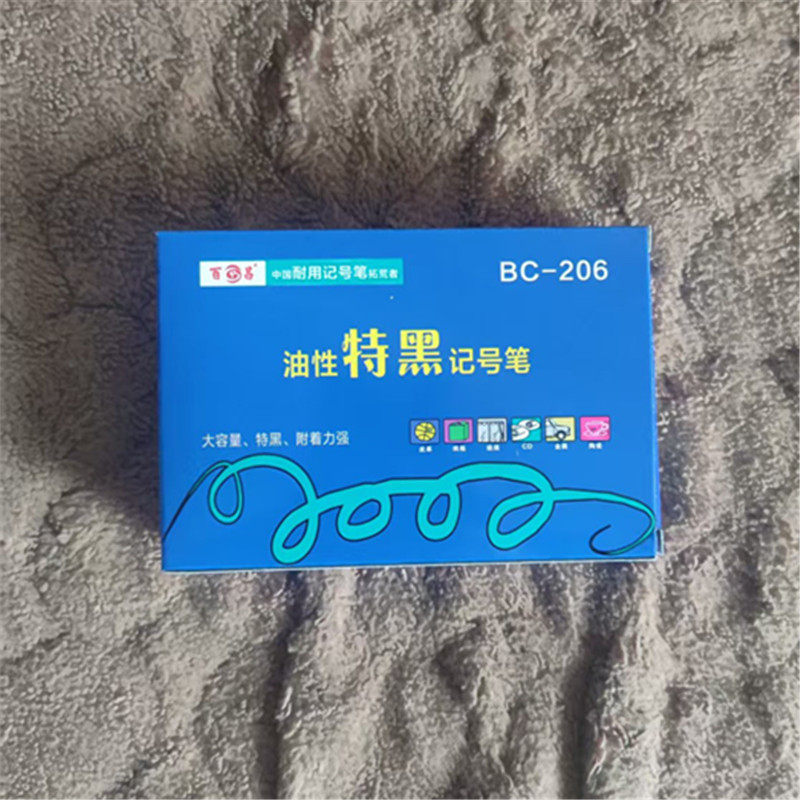 百昌 中国耐用记号笔拓荒者
BC-206
油性特黑记号笔
大容量、特黑、附着力强
CD